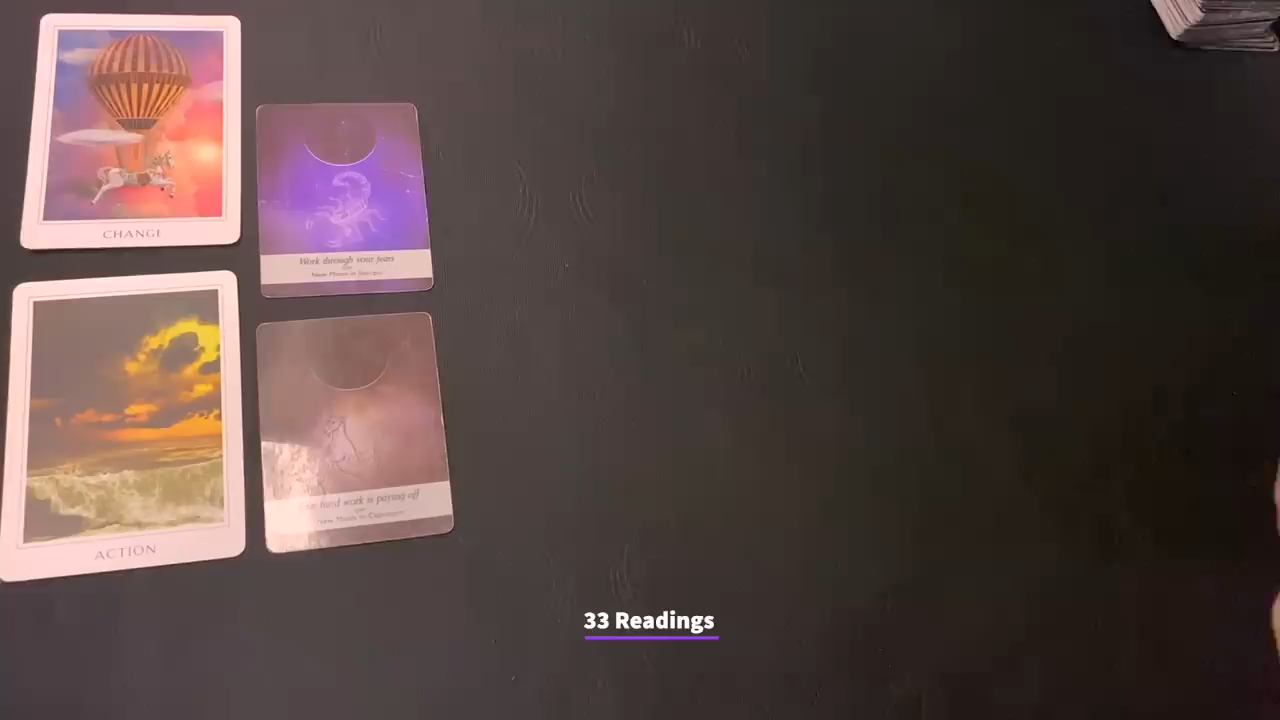 CHANGE
Work through your fears
New Moon in Scorpio
hard work is paying off
New Moon in Capricorn
ACTION
33 Readings